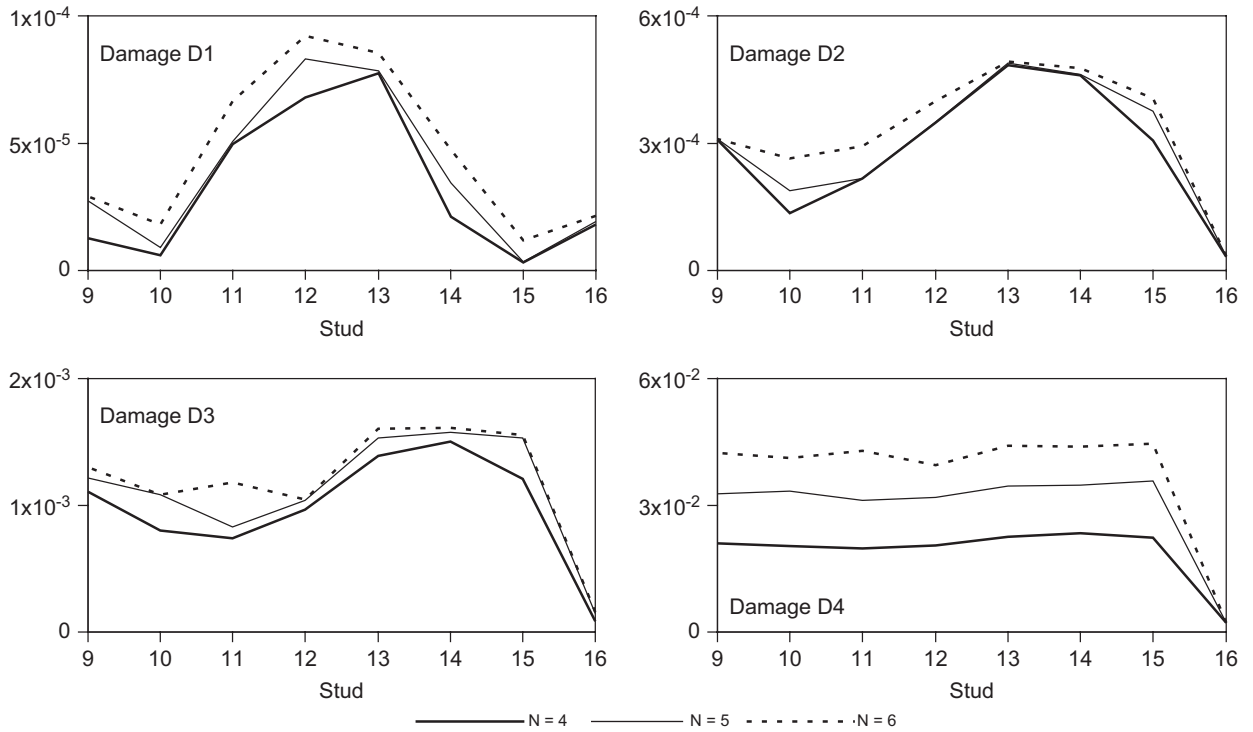 1x10-4
Damage D1
5x10-5
0
9 10 11 12 13 14 15 16
Stud
6x10-4
Damage D2
3x10-4
0
9 10 11 12 13 14 15 16
Stud
2x10-3
Damage D3
1x10-3
0
9 10 11 12 13 14 15 16
Stud
6x10-2
3x10-2
Damage D4
0
9 10 11 12 13 14 15 16
Stud
N = 4 N = 5 N = 6